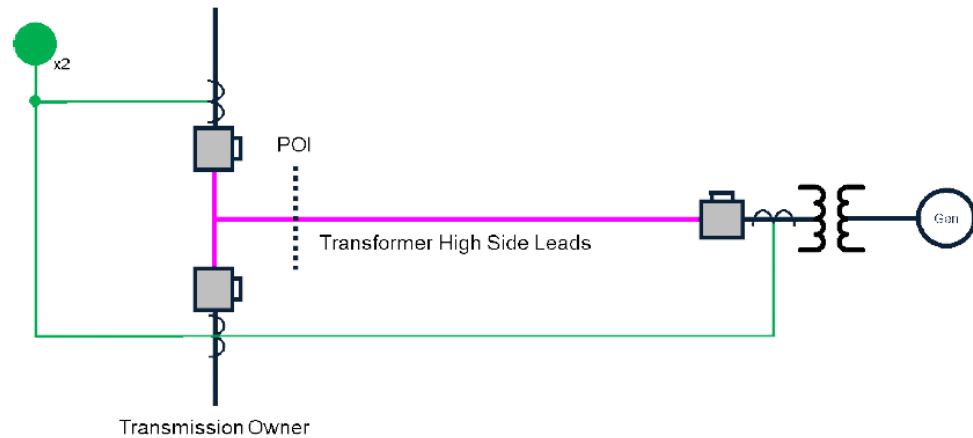 x2
POI
Transformer High Side Leads
Gen
Transmission Owner